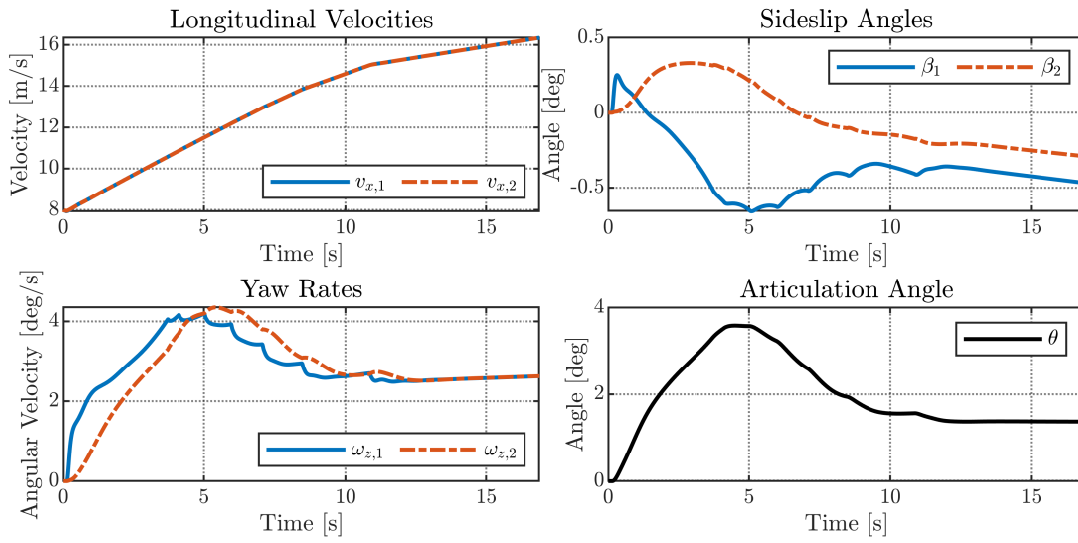 Longitudinal Velocities
Velocity [m/s]
16
14
12
10
8
v_{x,1} v_{x,2}
0 5 10 15
Time [s]
Sideslip Angles
Angle [deg]
0.5
0
-0.5
β_1 β_2
0 5 10 15
Time [s]
Yaw Rates
Angular Velocity [deg/s]
4
2
0
ω_{z,1} ω_{z,2}
0 5 10 15
Time [s]
Articulation Angle
Angle [deg]
4
2
0
θ
0 5 10 15
Time [s]